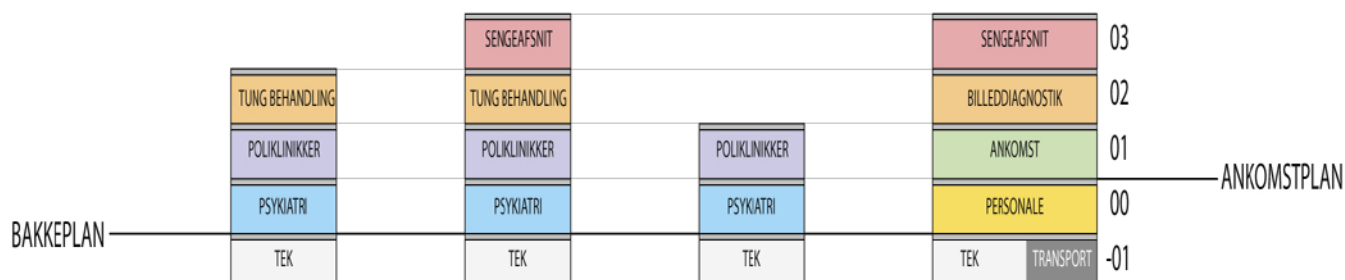 SENGEAFSNIT SENGEAFSNIT 03
TUNG BEHANDLING TUNG BEHANDLING BILLEDDIAGNOSTIK 02
POLIKLINIKKER POLIKLINIKKER POLIKLINIKKER ANKOMST 01
ANKOMSTPLAN
PSYKIATRI PSYKIATRI PSYKIATRI PERSONALE 00
BAKKEPLAN
TEK TEK TEK TEK TRANSPORT -01